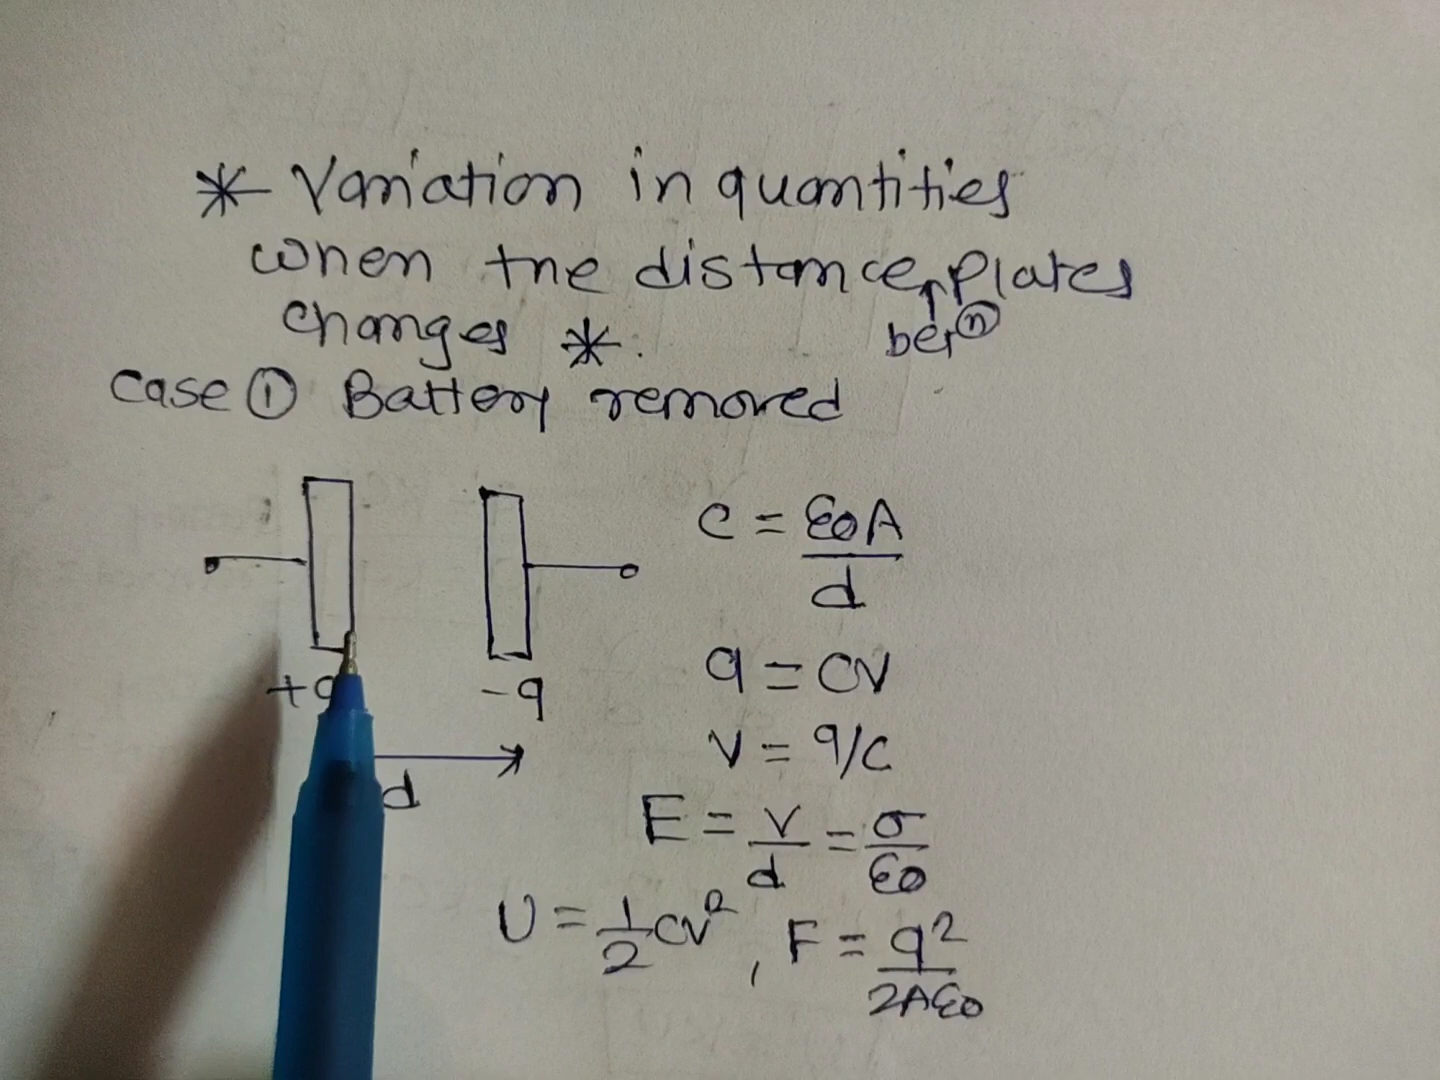 * Variation in quantities
when the distance plates
betⁿ
changes *.
Case ① Battery removed
C = ε0A/d
q = CV
-q
V = q/C
d
E = V/d = σ/ε0
U = 1/2 CV², F = q²/2Aε0